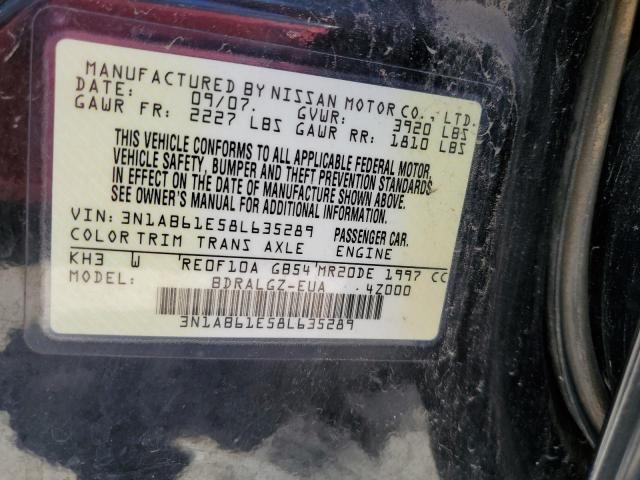 MANUFACTURED BY NISSAN MOTOR CO., LTD.
DATE: 09/07. GVWR: 3920 LBS
GAWR FR: 2227 LBS GAWR RR: 1810 LBS
THIS VEHICLE CONFORMS TO ALL APPLICABLE FEDERAL MOTOR
VEHICLE SAFETY, BUMPER AND THEFT PREVENTION STANDARDS
IN EFFECT ON THE DATE OF MANUFACTURE SHOWN ABOVE.
SEE OWNER'S MANUAL FOR ADDITIONAL INFORMATION.
VIN: 3N1AB61E58L635289 PASSENGER CAR.
COLOR TRIM TRANS AXLE ENGINE
KH3 W RE0F10A GB54 MR20DE 1997 CC
MODEL: BDRALGZ-EUA 4Z000
3N1AB61E58L635289